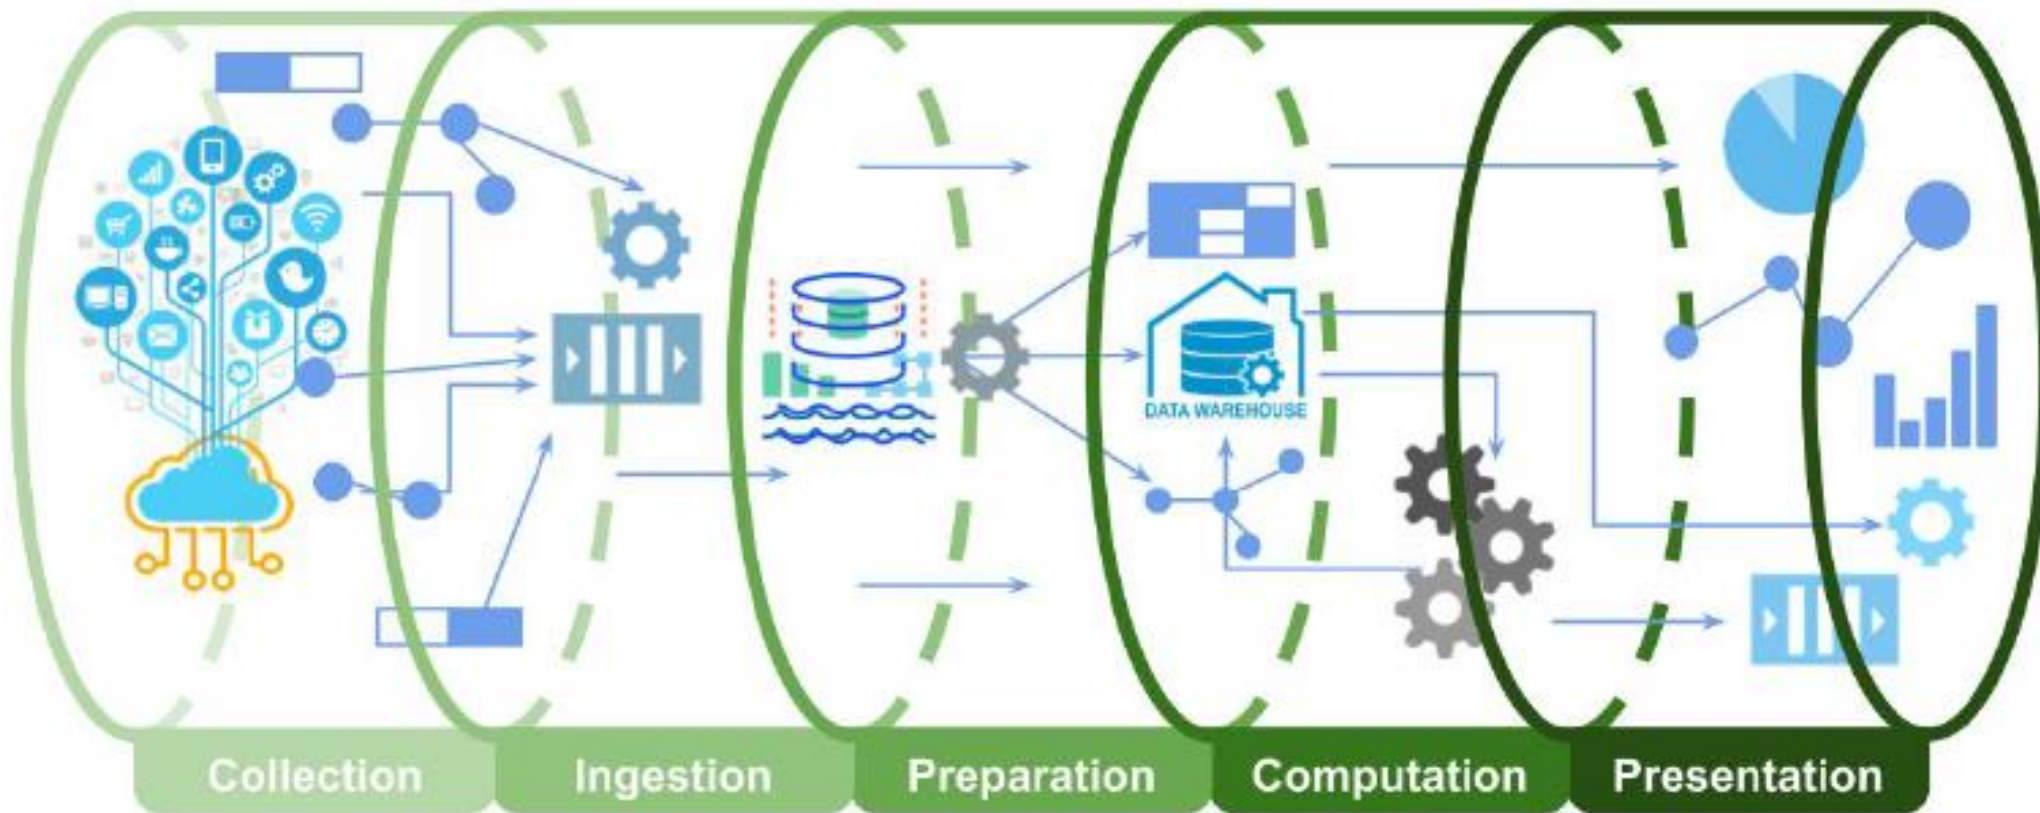 DATA WAREHOUSE
Collection
Ingestion
Preparation
Computation
Presentation